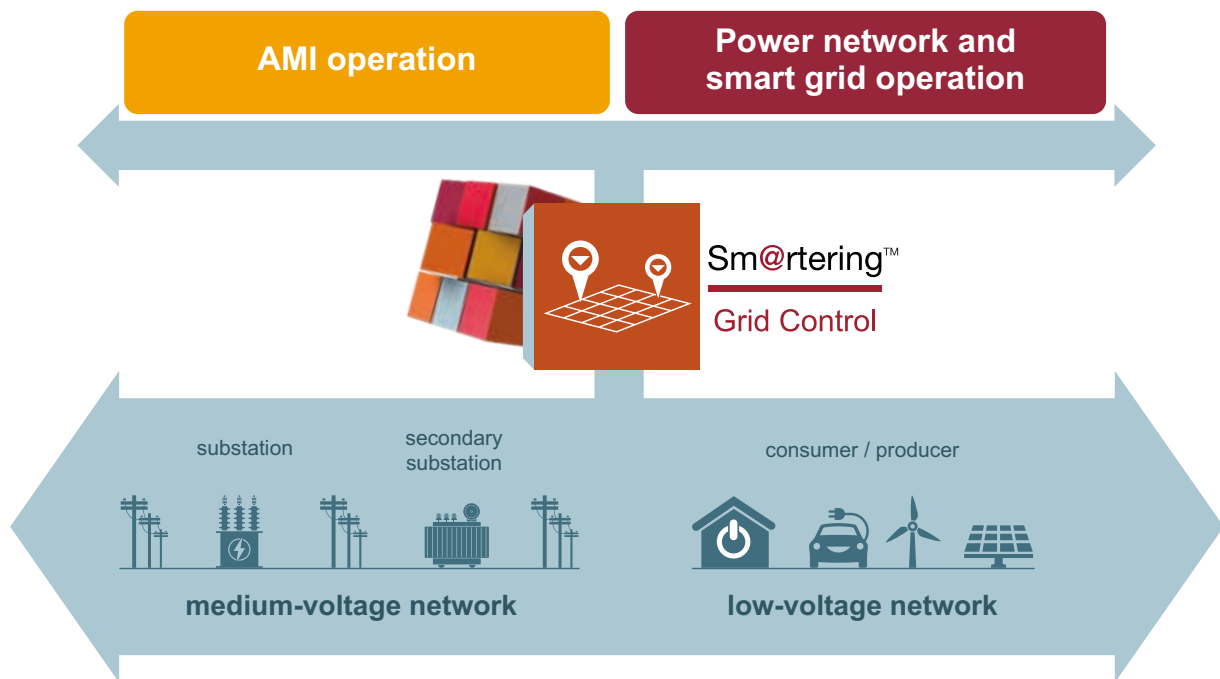 AMI operation
Power network and
smart grid operation
Sm@rtering™
Grid Control
substation
secondary
substation
consumer / producer
medium-voltage network
low-voltage network